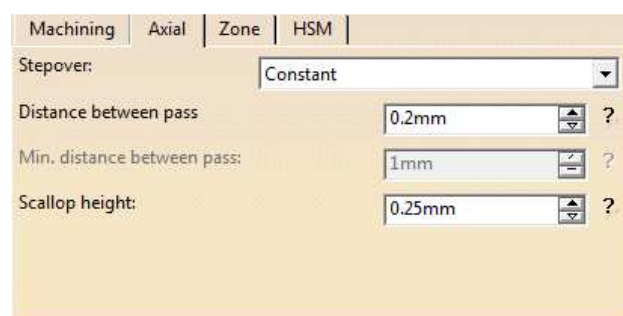 Machining Axial Zone HSM
Stepover: Constant
Distance between pass 0.2mm ?
Min. distance between pass: 1mm ?
Scallop height: 0.25mm ?